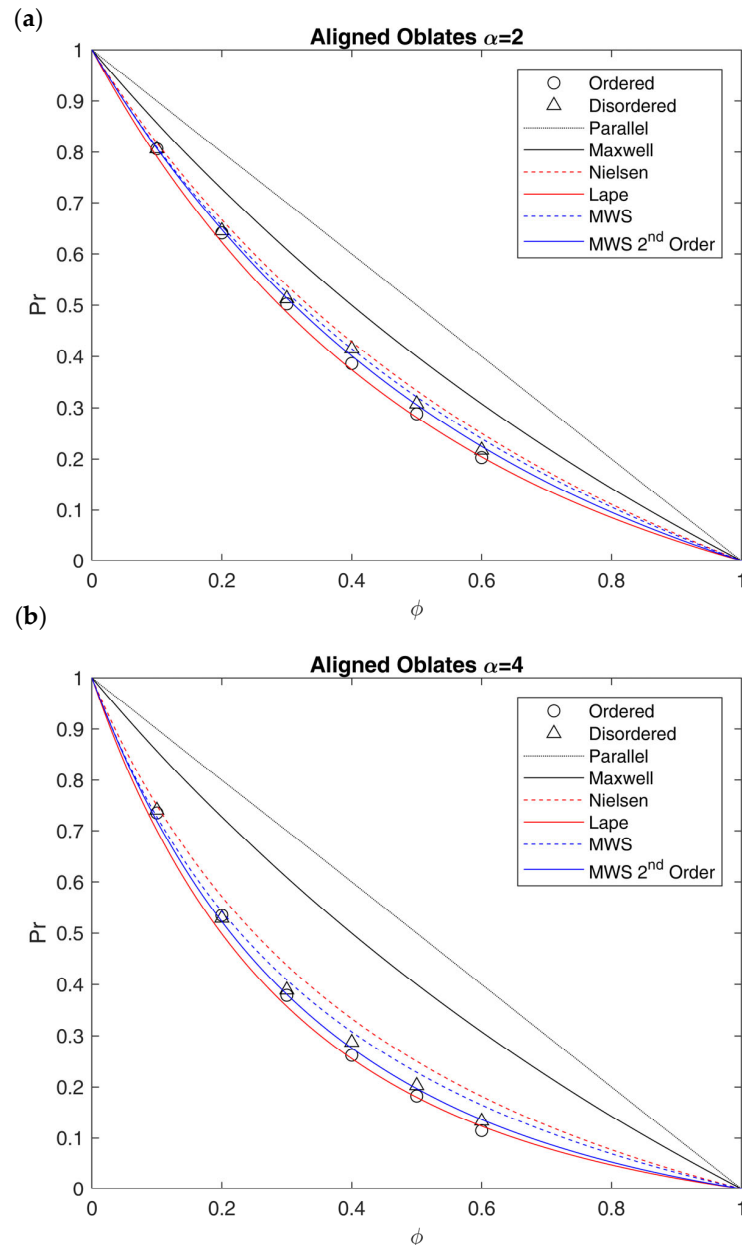 (a)
Aligned Oblates α=2
1
0.9
0.8
0.7
0.6
0.5
0.4
0.3
0.2
0.1
0
Pr
Ordered
Disordered
Parallel
Maxwell
Nielsen
Lape
MWS
MWS 2nd Order
0 0.2 0.4 0.6 0.8 1
ϕ
(b)
Aligned Oblates α=4
1
0.9
0.8
0.7
0.6
0.5
0.4
0.3
0.2
0.1
0
Pr
Ordered
Disordered
Parallel
Maxwell
Nielsen
Lape
MWS
MWS 2nd Order
0 0.2 0.4 0.6 0.8 1
ϕ